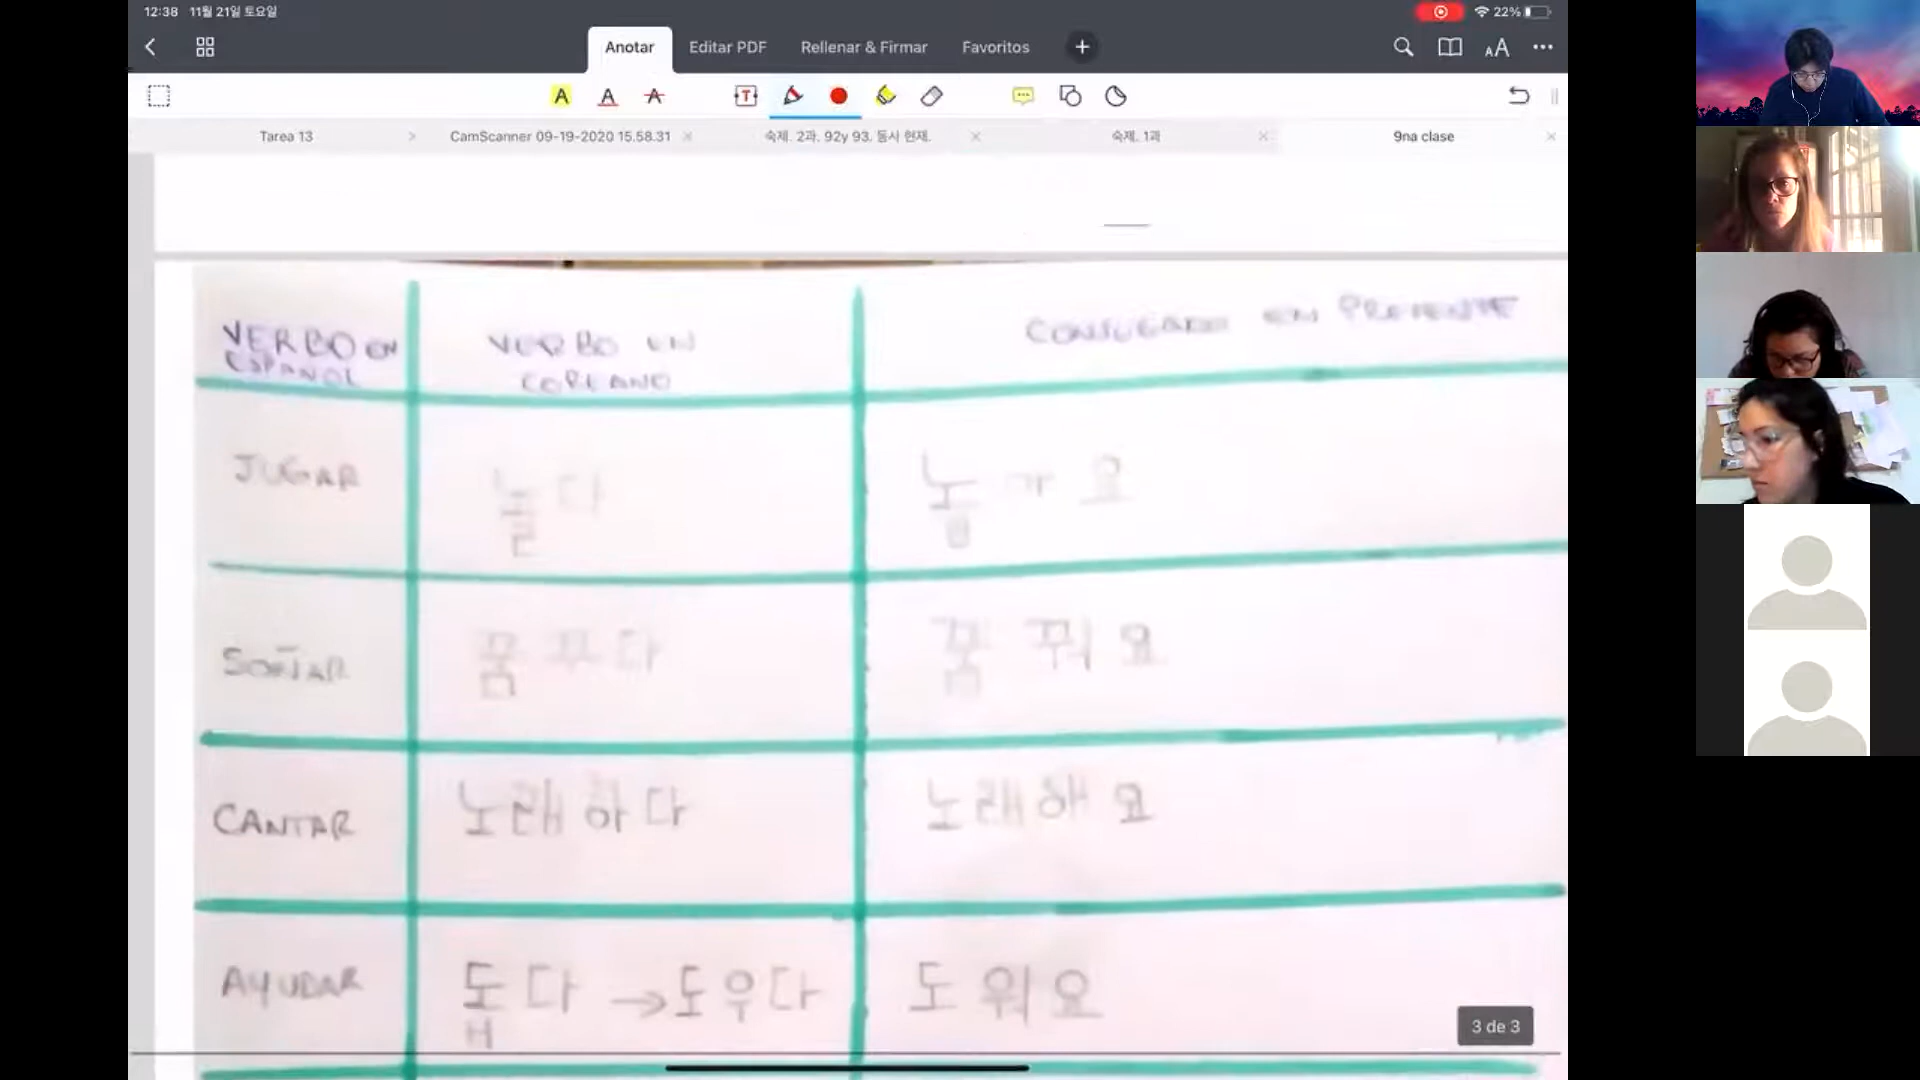 12:38 11월 21일 토요일
22%
Anotar Editar PDF Rellenar & Firmar Favoritos
Tarea 13 CamScanner 09-19-2020 15.58.31 숙제. 2과. 92y 93. 동시 현재. 숙제. 1과 9na clase
VERBO EN ESPAÑOL
VERBO EN COREANO
CONJUGADO EN PRESENTE
JUGAR 놀다
SOÑAR 꿈꾸다 꿈 꿔 요
CANTAR 노래하다 노래해요
AYUDAR 돕다 → 도우다 도워요
3 de 3